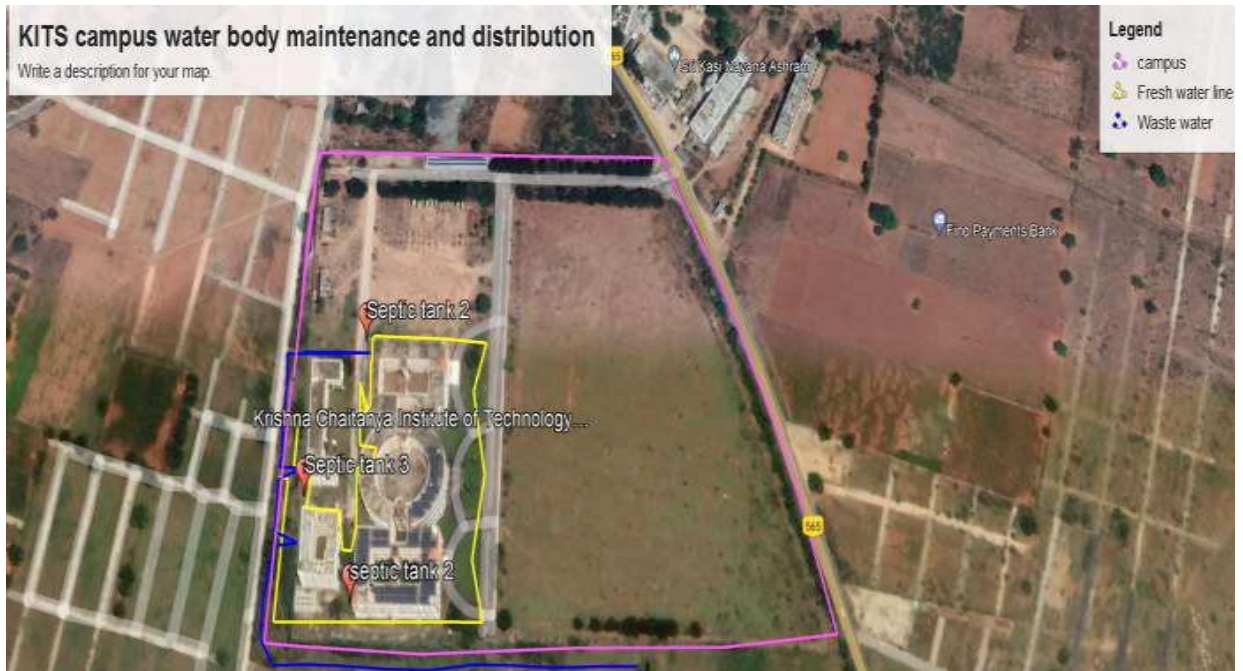 KITS campus water body maintenance and distribution
Write a description for your map.
Legend
campus
Fresh water line
Waste water
Sri Kasi Nayana Ashram
565
Fino Payments Bank
Septic tank 2
Krishna Chaitanya Institute of Technology....
Septic tank 3
565
septic tank 2